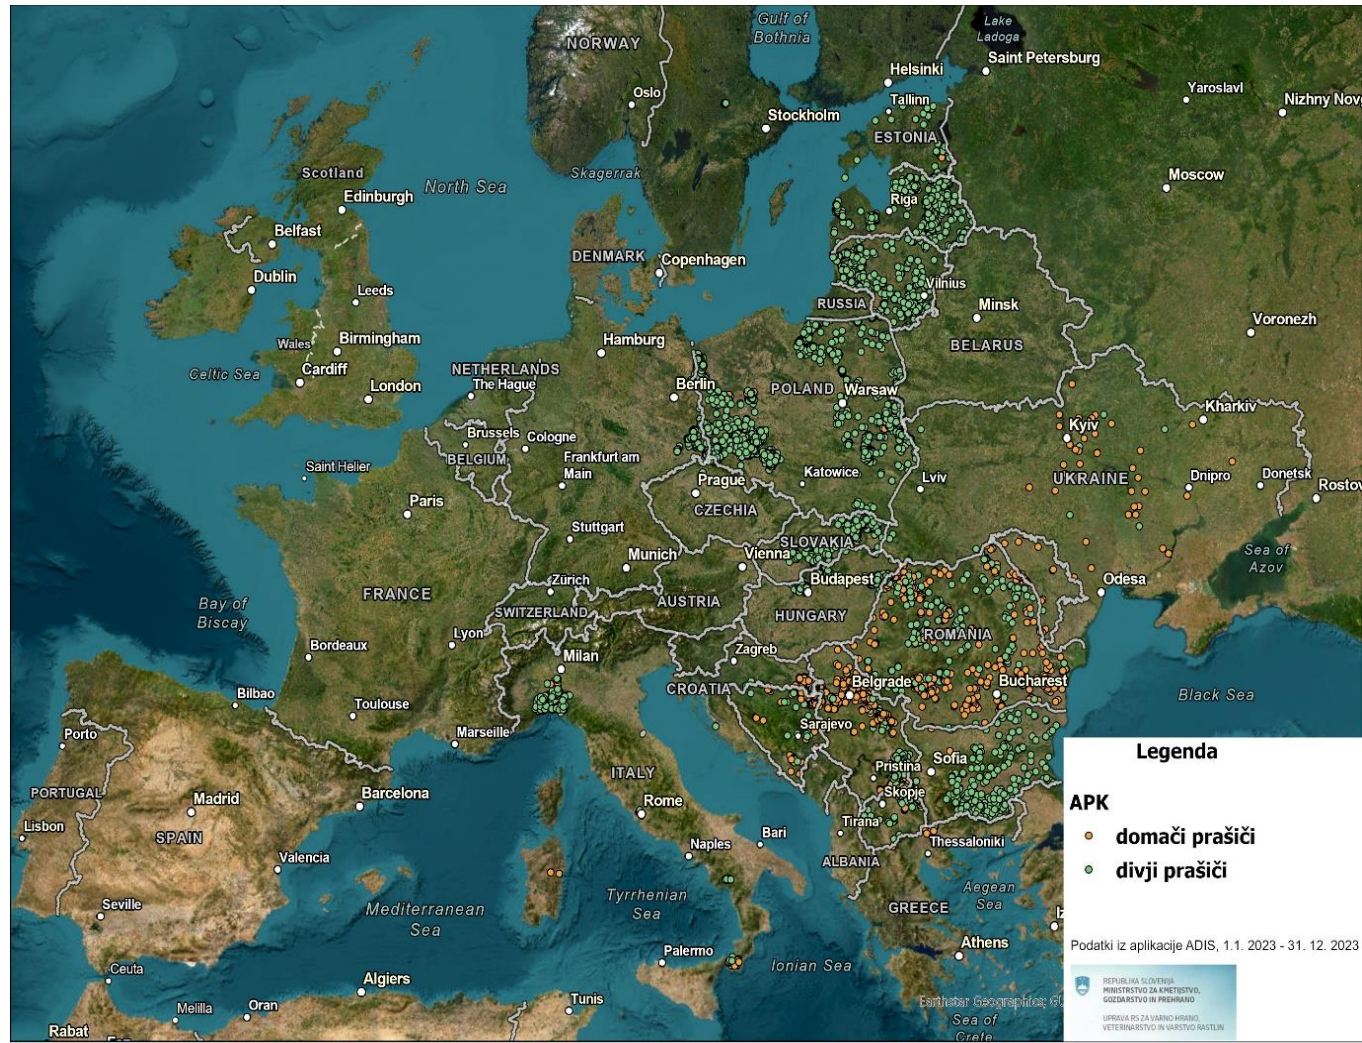 Gulf of
Bothnia
Lake
Ladoga
NORWAY
Saint Petersburg
Helsinki
Oslo
Tallinn
Yaroslavl
Nizhny Nov
Stockholm
ESTONIA
Scotland
Skagerrak
Moscow
North Sea
Edinburgh
Riga
Belfast
DENMARK
Copenhagen
Dublin
Leeds
Vilnius
RUSSIA
Minsk
Voronezh
Wales
Birmingham
Hamburg
BELARUS
Celtic Sea
Cardiff
NETHERLANDS
The Hague
Berlin
POLAND
Warsaw
London
Kharkiv
Kyiv
Brussels
Cologne
BELGIUM
Frankfurt am
Main
Saint Helier
Katowice
Lviv
UKRAINE
Dnipro
Donetsk
Rostov
Prague
Paris
CZECHIA
Stuttgart
SLOVAKIA
Munich
Vienna
Sea of
Azov
Budapest
Odesa
Zürich
FRANCE
AUSTRIA
SWITZERLAND
HUNGARY
Bay of
Biscay
ROMANIA
Lyon
Bordeaux
Zagreb
Milan
CROATIA
Belgrade
Bucharest
Black Sea
Bilbao
Toulouse
Sarajevo
Marseille
Porto
Pristina
Sofia
ITALY
PORTUGAL
Madrid
Barcelona
Rome
Skopje
Lisbon
Tirana
SPAIN
Bari
Naples
Thessaloniki
Valencia
ALBANIA
Seville
Mediterranean
Sea
Tyrrhenian
Sea
Aegean
Sea
GREECE
Iz
Athens
Palermo
Ionian Sea
Ceuta
Algiers
Melilla
Oran
Tunis
Rabat
Earthstar Geographics; GU
Sea of
Crete
Legenda
APK
domači prašiči
divji prašiči
Podatki iz aplikacije ADIS, 1.1. 2023 - 31. 12. 2023
REPUBLIKA SLOVENIJA
MINISTRSTVO ZA KMETIJSTVO,
GOZDARSTVO IN PREHRANO
UPRAVA RS ZA VARNO HRANO,
VETERINARSTVO IN VARSTVO RASTLIN